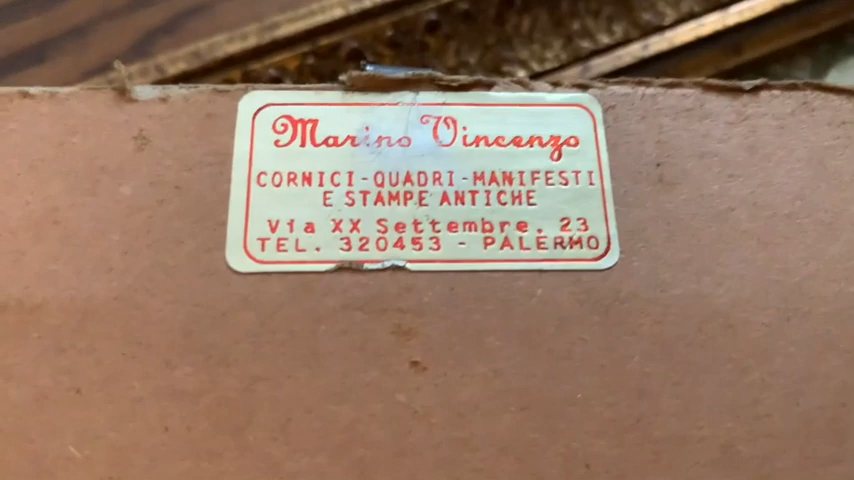 Marino Vincenzo
CORNICI-QUADRI-MANIFESTI
E STAMPE ANTICHE
Via XX Settembre, 23
TEL. 320453 - PALERMO